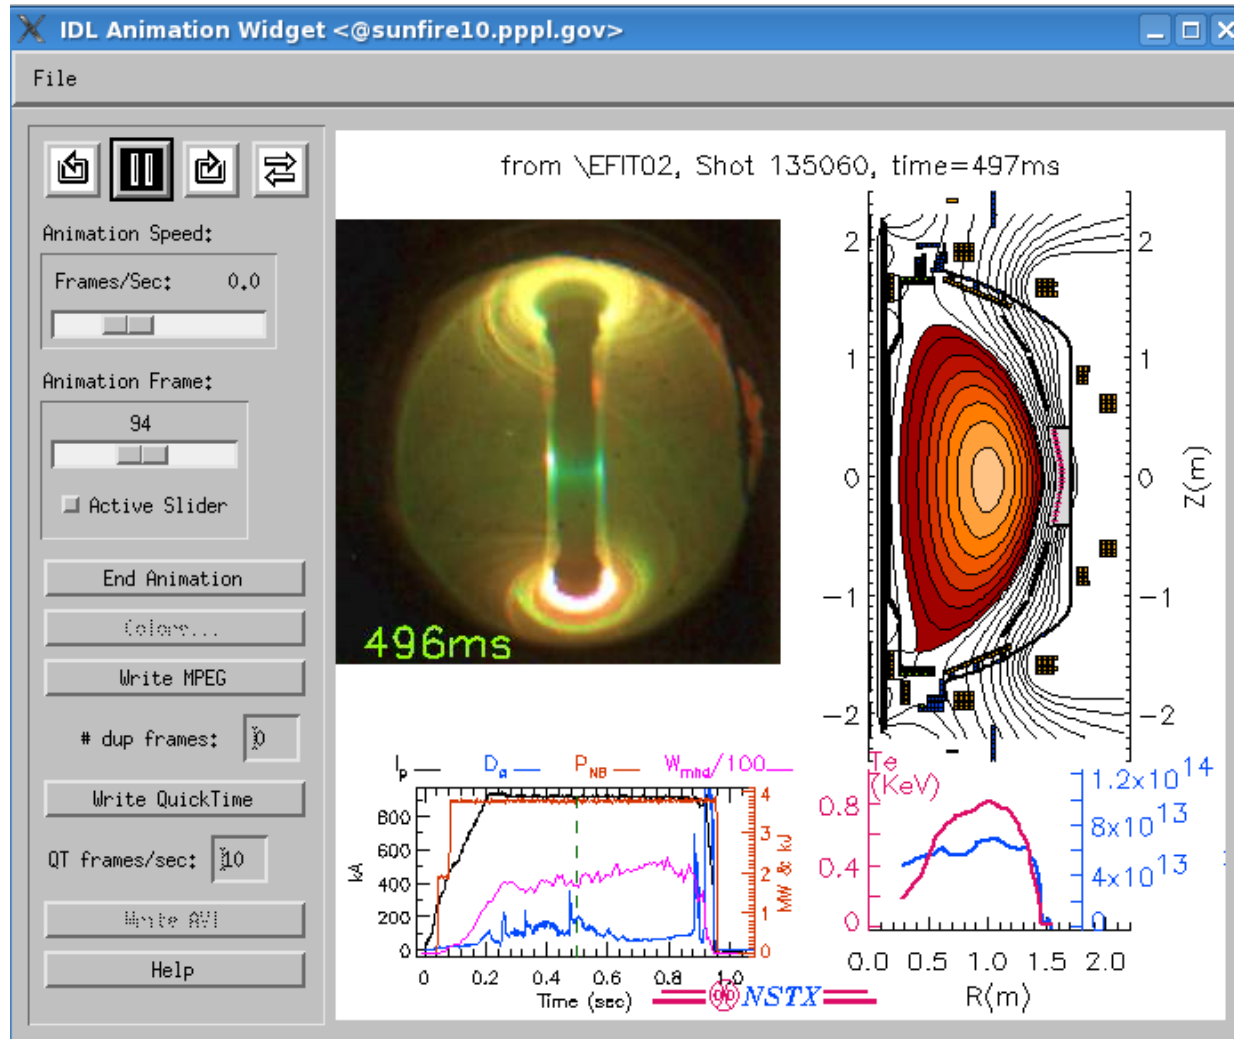 IDL Animation Widget <@sunfire10.pppl.gov>
File
Animation Speed:
Frames/Sec: 0.0
Animation Frame:
94
Active Slider
End Animation
Colors...
Write MPEG
# dup frames: 0
Write QuickTime
QT frames/sec: 10
Write AVI
Help
from \EFIT02, Shot 135060, time=497ms
496ms
2
1
0
−1
−2
2
1
0
−1
−2
Z(m)
Ip Dα PNB Wmhd/100
800
600
400
200
0
kA
4
3
2
1
0
MW & kJ
0 0.2 0.4 0.6 0.8 1.0
Time (sec)
NSTX
Te
(KeV)
0.8
0.4
0
1.2x10^14
8x10^13
4x10^13
0
0.0 0.5 1.0 1.5 2.0
R(m)